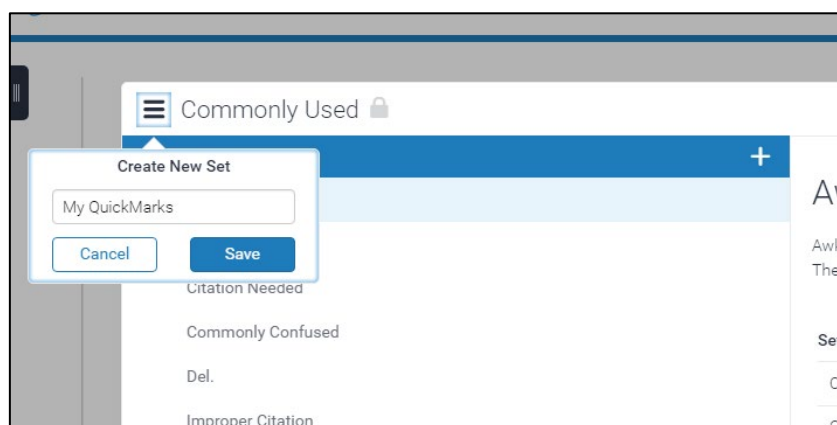 Commonly Used
Create New Set
My QuickMarks
Cancel
Save
Citation Needed
Commonly Confused
Del.
Improper Citation